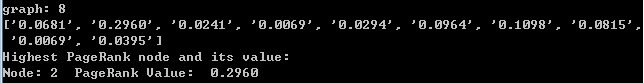 graph: 8
['0.0681', '0.2960', '0.0241', '0.0069', '0.0294', '0.0964', '0.1098', '0.0815',
 '0.0069', '0.0395']
Highest PageRank node and its value:
Node: 2  PageRank Value:  0.2960